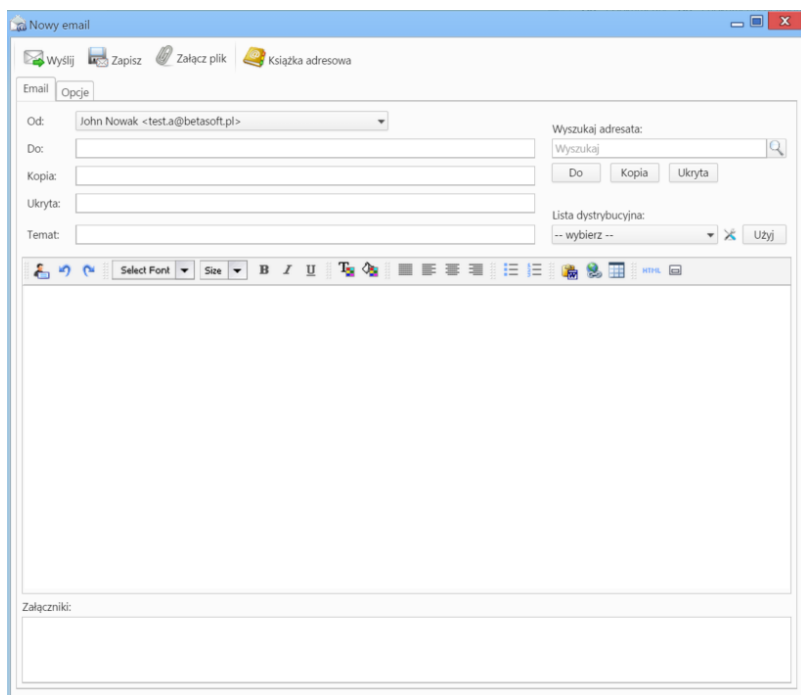 Nowy email
Wyślij Zapisz Załącz plik Książka adresowa
Email Opcje
Od: John Nowak <test.a@betasoft.pl>
Wyszukaj adresata:
Do: Wyszukaj
Kopia: Do Kopia Ukryta
Ukryta:
Lista dystrybucyjna:
Temat: -- wybierz -- Użyj
Select Font Size B I U T HTML
Załączniki: